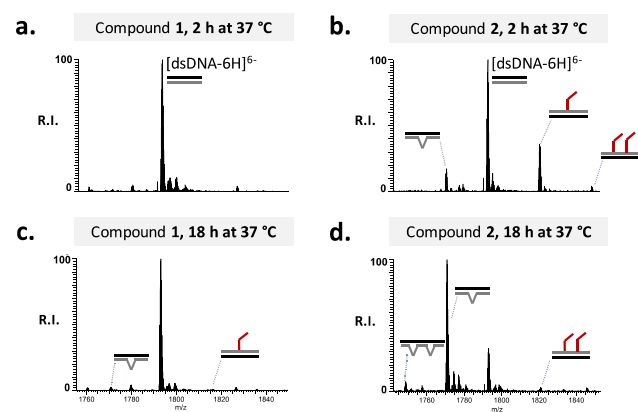 a.
Compound 1, 2 h at 37 °C
100
[dsDNA-6H]6-
R.I.
0
b.
Compound 2, 2 h at 37 °C
100
[dsDNA-6H]6-
R.I.
0
c.
Compound 1, 18 h at 37 °C
100
R.I.
0
1760 1780 1800 1820 1840
m/z
d.
Compound 2, 18 h at 37 °C
100
R.I.
0
1760 1780 1800 1820 1840
m/z